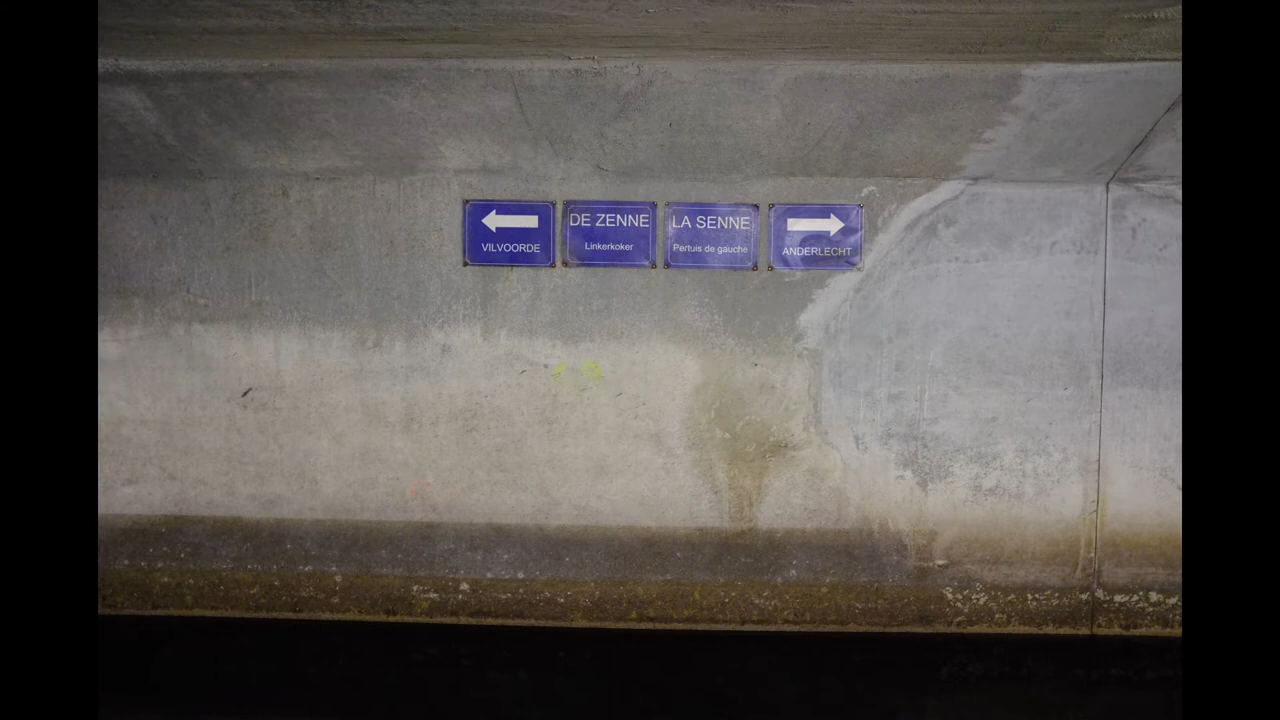 VILVOORDE
DE ZENNE
Linkerkoker
LA SENNE
Pertuis de gauche
ANDERLECHT